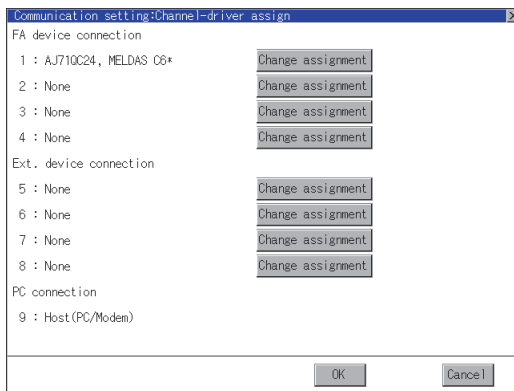 Communication setting:Channel-driver assign
FA device connection
1 : AJ71QC24, MELDAS C6* Change assignment
2 : None Change assignment
3 : None Change assignment
4 : None Change assignment
Ext. device connection
5 : None Change assignment
6 : None Change assignment
7 : None Change assignment
8 : None Change assignment
PC connection
9 : Host(PC/Modem)
OK Cancel